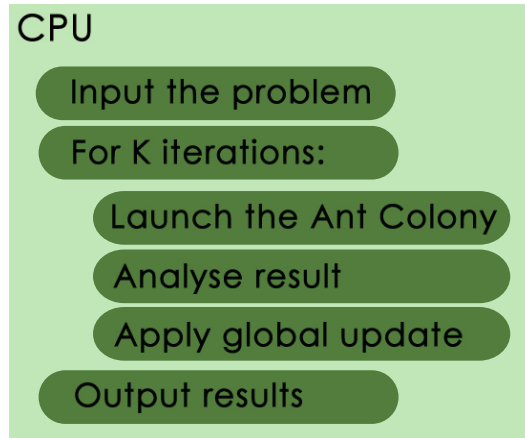 CPU
Input the problem
For K iterations:
Launch the Ant Colony
Analyse result
Apply global update
Output results